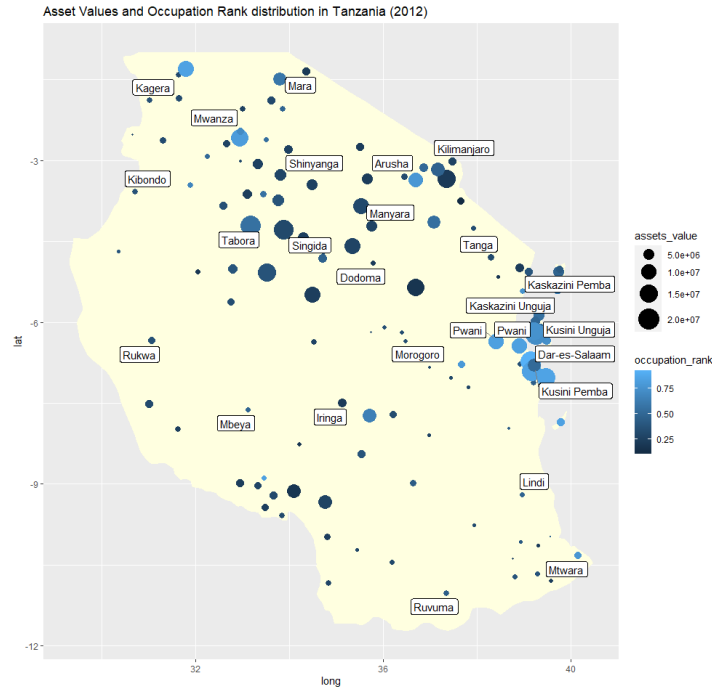 Asset Values and Occupation Rank distribution in Tanzania (2012)
Kagera
Mara
Mwanza
Kilimanjaro
Shinyanga
Arusha
Kibondo
Manyara
Tabora
Singida
Tanga
Dodoma
Kaskazini Pemba
Kaskazini Unguja
Pwani
Pwani
Kusini Unguja
Rukwa
Morogoro
Dar-es-Salaam
Kusini Pemba
Mbeya
Iringa
Lindi
Mtwara
Ruvuma
-3
-6
-9
-12
lat
32
36
40
long
assets_value
5.0e+06
1.0e+07
1.5e+07
2.0e+07
occupation_rank
0.75
0.50
0.25